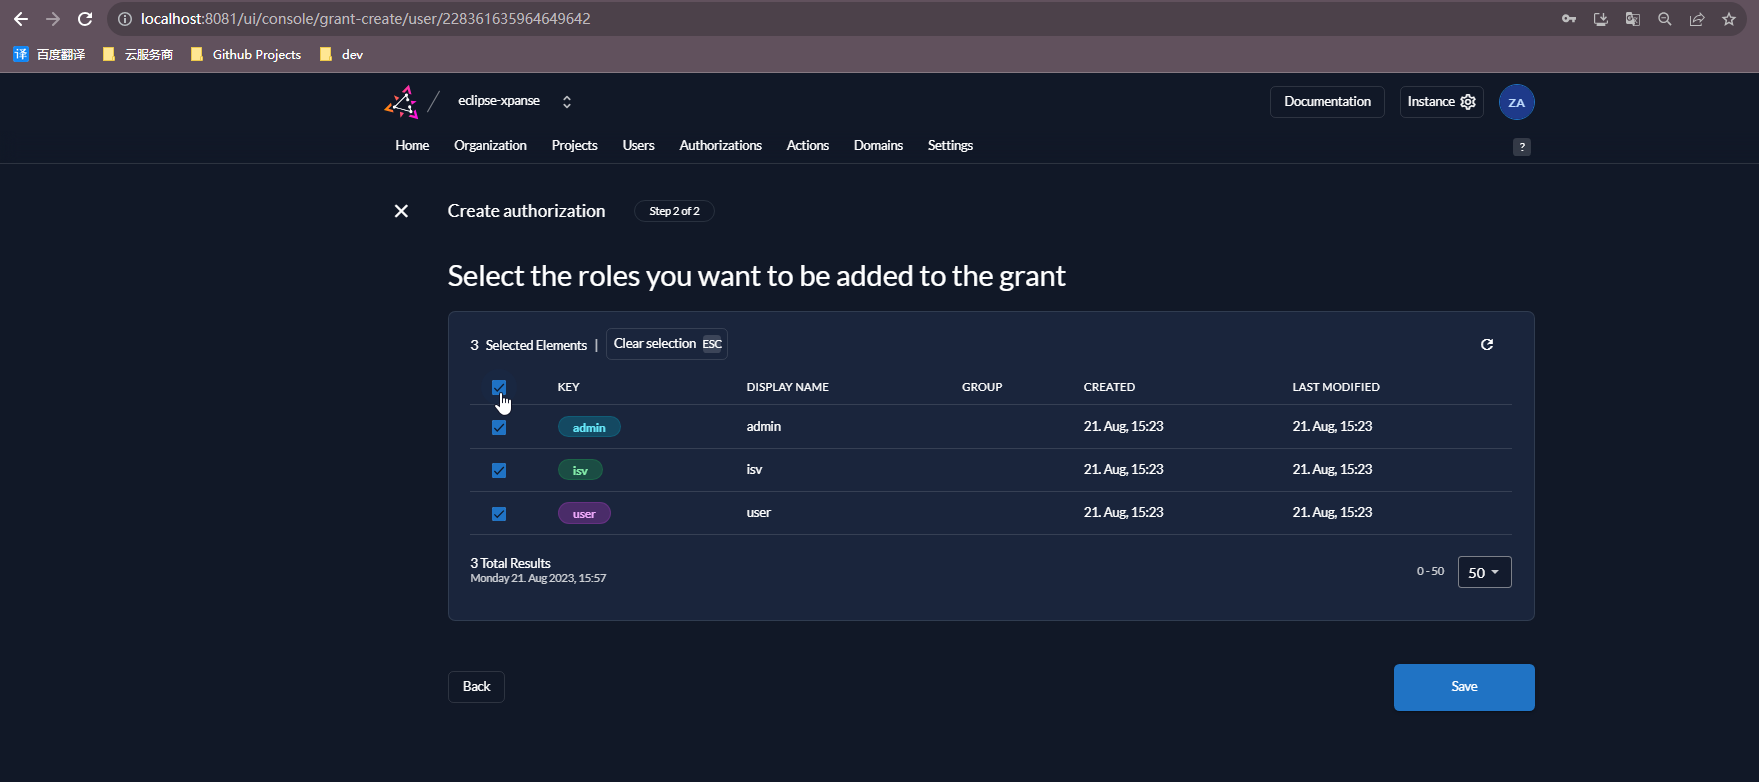 localhost:8081/ui/console/grant-create/user/228361635964649642
译 百度翻译 云服务商 Github Projects dev
eclipse-xpanse Documentation Instance ZA
Home Organization Projects Users Authorizations Actions Domains Settings ?
Create authorization Step 2 of 2
Select the roles you want to be added to the grant
3 Selected Elements | Clear selection ESC
KEY DISPLAY NAME GROUP CREATED LAST MODIFIED
admin admin 21. Aug, 15:23 21. Aug, 15:23
isv isv 21. Aug, 15:23 21. Aug, 15:23
user user 21. Aug, 15:23 21. Aug, 15:23
3 Total Results
Monday 21. Aug 2023, 15:57
0 - 50 50
Back Save